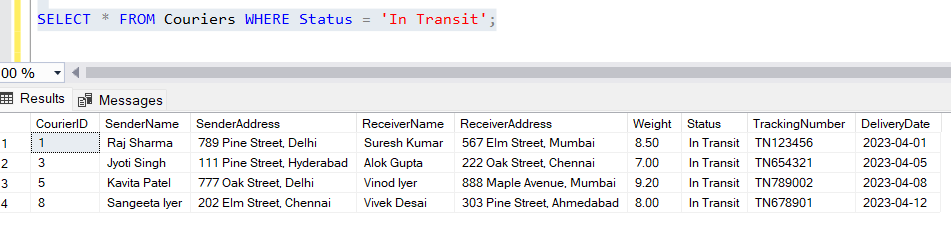 SELECT * FROM Couriers WHERE Status = 'In Transit';
00 %
Results Messages
CourierID SenderName SenderAddress ReceiverName ReceiverAddress Weight Status TrackingNumber DeliveryDate
1 1 Raj Sharma 789 Pine Street, Delhi Suresh Kumar 567 Elm Street, Mumbai 8.50 In Transit TN123456 2023-04-01
2 3 Jyoti Singh 111 Pine Street, Hyderabad Alok Gupta 222 Oak Street, Chennai 7.00 In Transit TN654321 2023-04-05
3 5 Kavita Patel 777 Oak Street, Delhi Vinod Iyer 888 Maple Avenue, Mumbai 9.20 In Transit TN789002 2023-04-08
4 8 Sangeeta Iyer 202 Elm Street, Chennai Vivek Desai 303 Pine Street, Ahmedabad 8.00 In Transit TN678901 2023-04-12